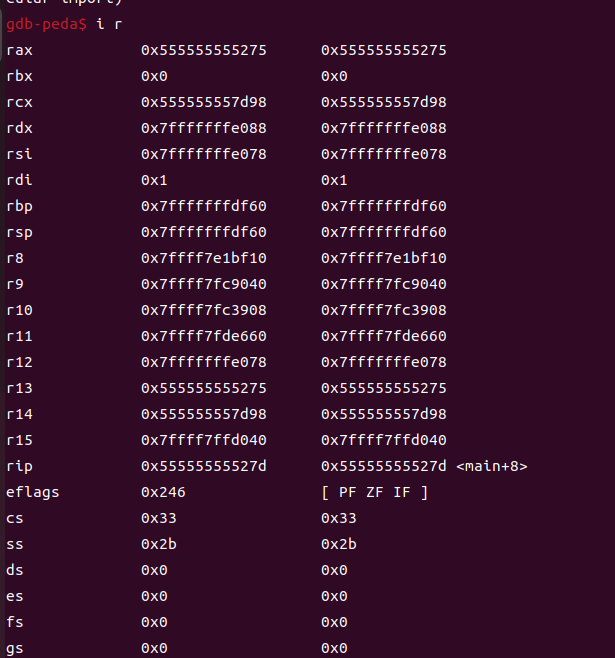 gdb-peda$ i r
rax 0x555555555275 0x555555555275
rbx 0x0 0x0
rcx 0x555555557d98 0x555555557d98
rdx 0x7fffffffe088 0x7fffffffe088
rsi 0x7fffffffe078 0x7fffffffe078
rdi 0x1 0x1
rbp 0x7fffffffdf60 0x7fffffffdf60
rsp 0x7fffffffdf60 0x7fffffffdf60
r8 0x7ffff7e1bf10 0x7ffff7e1bf10
r9 0x7ffff7fc9040 0x7ffff7fc9040
r10 0x7ffff7fc3908 0x7ffff7fc3908
r11 0x7ffff7fde660 0x7ffff7fde660
r12 0x7fffffffe078 0x7fffffffe078
r13 0x555555555275 0x555555555275
r14 0x555555557d98 0x555555557d98
r15 0x7ffff7ffd040 0x7ffff7ffd040
rip 0x55555555527d 0x55555555527d <main+8>
eflags 0x246 [ PF ZF IF ]
cs 0x33 0x33
ss 0x2b 0x2b
ds 0x0 0x0
es 0x0 0x0
fs 0x0 0x0
gs 0x0 0x0